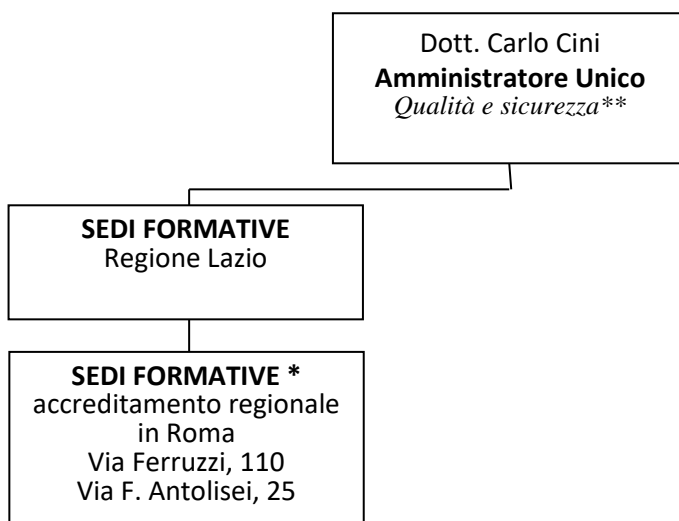 Dott. Carlo Cini
Amministratore Unico
Qualità e sicurezza**
SEDI FORMATIVE
Regione Lazio
SEDI FORMATIVE *
accreditamento regionale
in Roma
Via Ferruzzi, 110
Via F. Antolisei, 25